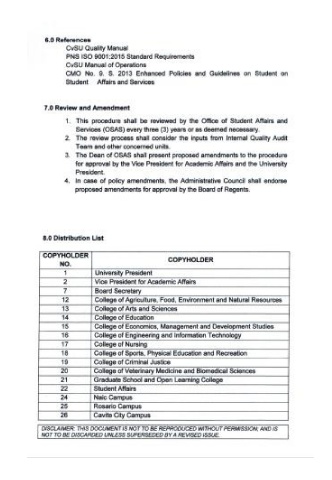 6.0 References
CvSU Quality Manual
PNS ISO 9001:2015 Standard Requirements
CvSU Manual of Operations
CMO No. 9. S. 2013 Enhanced Policies and Guidelines on Student on
Student Affairs and Services
7.0 Review and Amendment
1. This procedure shall be reviewed by the Office of Student Affairs and
Services (OSAS) every three (3) years or as deemed necessary.
2. The review process shall consider the inputs from Internal Quality Audit
Team and other concerned units.
3. The Dean of OSAS shall present proposed amendments to the procedure
for approval by the Vice President for Academic Affairs and the University
President.
4. In case of policy amendments, the Administrative Council shall endorse
proposed amendments for approval by the Board of Regents.
8.0 Distribution List
COPYHOLDER NO. COPYHOLDER
1 University President
2 Vice President for Academic Affairs
7 Board Secretary
12 College of Agriculture, Food, Environment and Natural Resources
13 College of Arts and Sciences
14 College of Education
15 College of Economics, Management and Development Studies
16 College of Engineering and Information Technology
17 College of Nursing
18 College of Sports, Physical Education and Recreation
19 College of Criminal Justice
20 College of Veterinary Medicine and Biomedical Sciences
21 Graduate School and Open Learning College
22 Student Affairs
24 Naic Campus
25 Rosario Campus
26 Cavite City Campus
DISCLAIMER: THIS DOCUMENT IS NOT TO BE REPRODUCED WITHOUT PERMISSION; AND IS
NOT TO BE DISCARDED UNLESS SUPERSEDED BY A REVISED ISSUE.